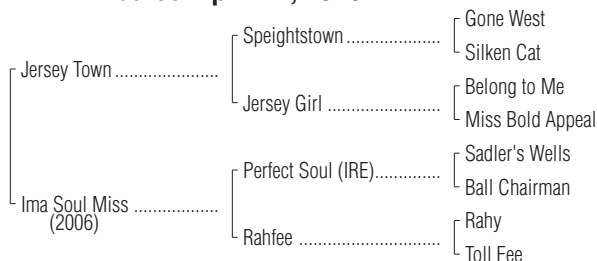 Gone West
Speightstown
Silken Cat
Jersey Town
Belong to Me
Jersey Girl
Miss Bold Appeal
Sadler's Wells
Perfect Soul (IRE)
Ball Chairman
Ima Soul Miss
(2006)
Rahy
Rahfee
Toll Fee